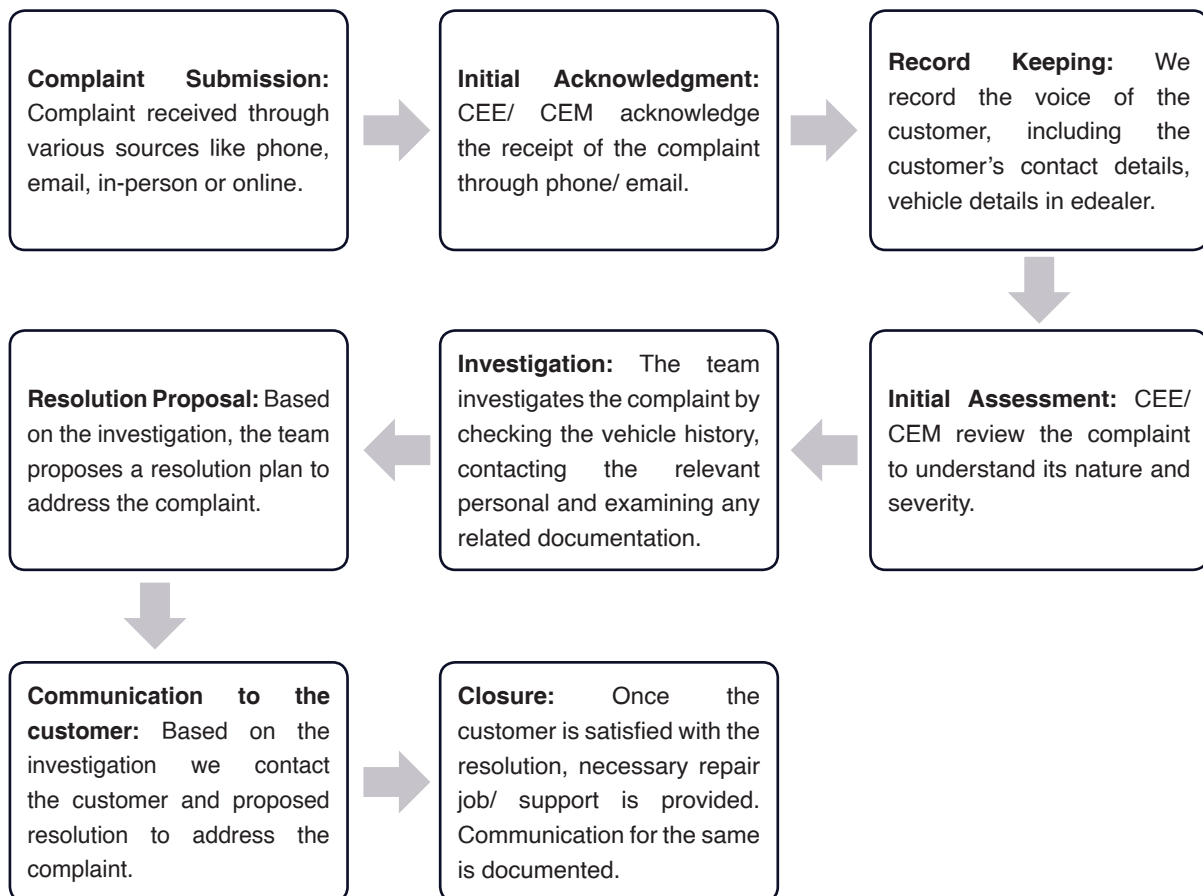 Complaint Submission:
Complaint received through
various sources like phone,
email, in-person or online.
Initial Acknowledgment:
CEE/ CEM acknowledge
the receipt of the complaint
through phone/ email.
Record Keeping: We
record the voice of the
customer, including the
customer's contact details,
vehicle details in edealer.
Initial Assessment: CEE/
CEM review the complaint
to understand its nature and
severity.
Investigation: The team
investigates the complaint by
checking the vehicle history,
contacting the relevant
personal and examining any
related documentation.
Resolution Proposal: Based
on the investigation, the team
proposes a resolution plan to
address the complaint.
Communication to the
customer: Based on the
investigation we contact
the customer and proposed
resolution to address the
complaint.
Closure: Once the
customer is satisfied with the
resolution, necessary repair
job/ support is provided.
Communication for the same
is documented.